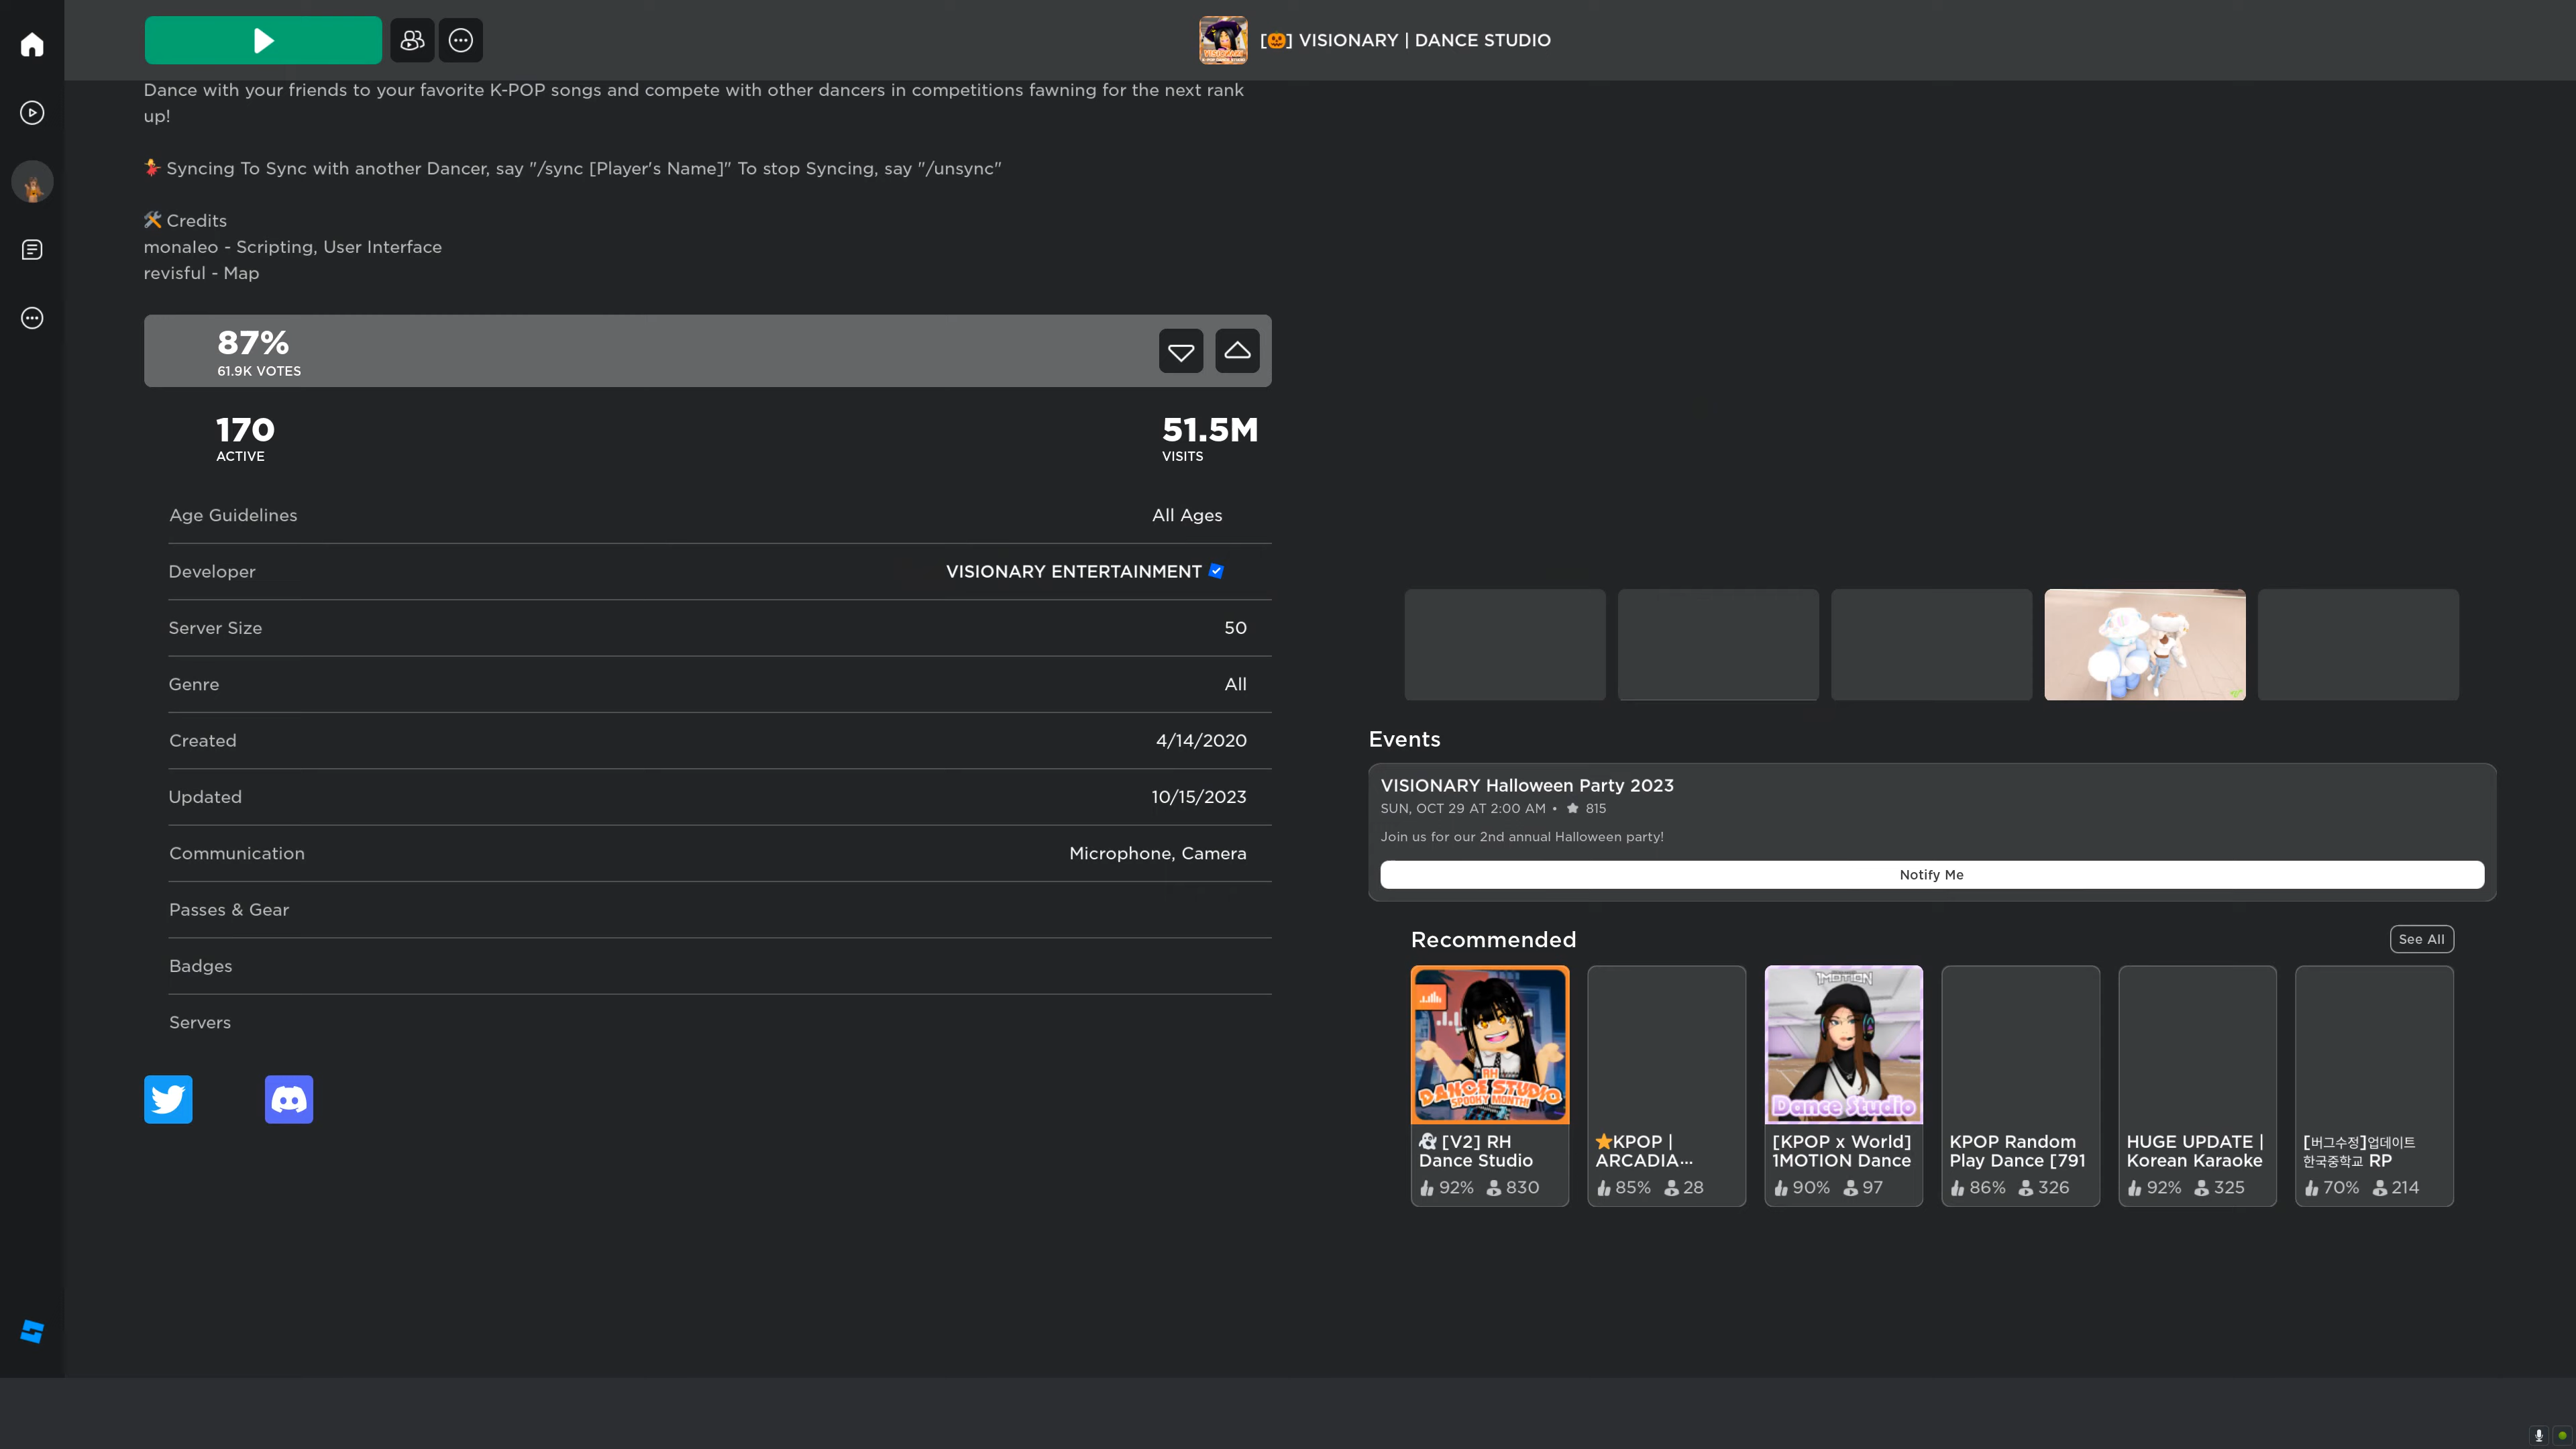 [🎃] VISIONARY | DANCE STUDIO
Dance with your friends to your favorite K-POP songs and compete with other dancers in competitions fawning for the next rank
up!
💃 Syncing To Sync with another Dancer, say "/sync [Player's Name]" To stop Syncing, say "/unsync"
🛠️ Credits
monaleo - Scripting, User Interface
revisful - Map
87%
61.9K VOTES
170
ACTIVE
51.5M
VISITS
Age Guidelines All Ages
Developer VISIONARY ENTERTAINMENT
Server Size 50
Genre All
Created 4/14/2020
Updated 10/15/2023
Communication Microphone, Camera
Passes & Gear
Badges
Servers
Events
VISIONARY Halloween Party 2023
SUN, OCT 29 AT 2:00 AM • ★ 815
Join us for our 2nd annual Halloween party!
Notify Me
Recommended
See All
RH
DANCE STUDIO
SPOOKY MONTH!
👻 [V2] RH
Dance Studio
92% 830
⭐KPOP |
ARCADIA...
85% 28
1MOTION
Dance Studio
[KPOP x World]
1MOTION Dance
90% 97
KPOP Random
Play Dance [791
86% 326
HUGE UPDATE |
Korean Karaoke
92% 325
[버그수정]업데이트
한국중학교 RP
70% 214